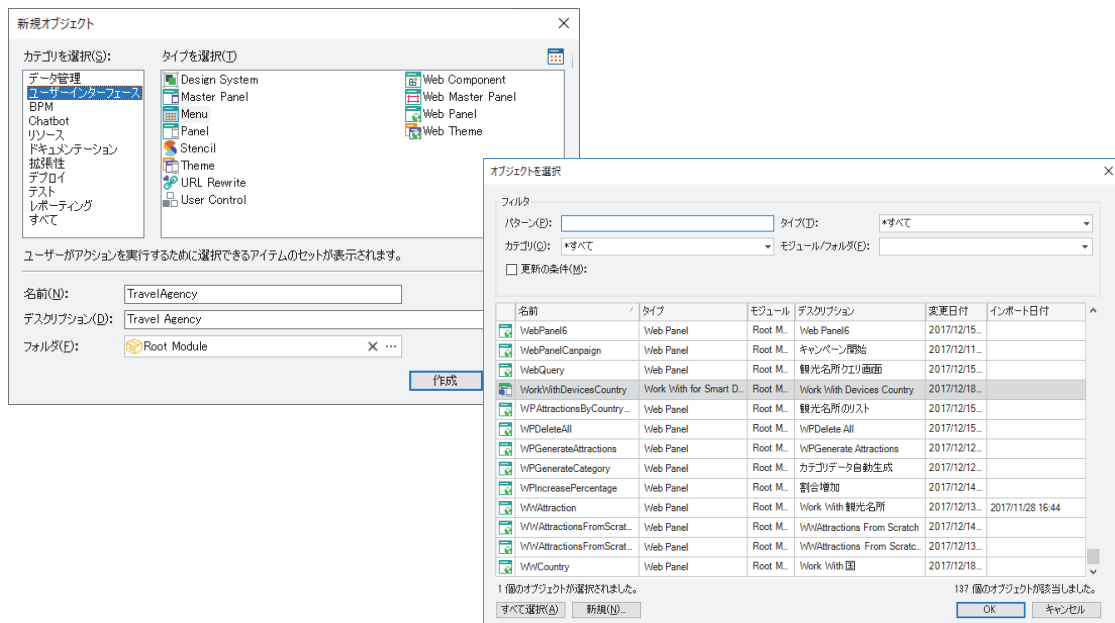 新規オブジェクト
カテゴリを選択(S):
タイプを選択(T)
データ管理
ユーザーインターフェース
BPM
Chatbot
リソース
ドキュメンテーション
拡張性
デプロイ
テスト
レポーティング
すべて
Design System
Master Panel
Menu
Panel
Stencil
Theme
URL Rewrite
User Control
Web Component
Web Master Panel
Web Panel
Web Theme
ユーザーがアクションを実行するために選択できるアイテムのセットが表示されます。
名前(N): TravelAgency
デスクリプション(D): Travel Agency
フォルダ(F): Root Module
作成
オブジェクトを選択
フィルタ
パターン(P): タイプ(T): *すべて
カテゴリ(C): *すべて モジュール/フォルダ(F):
更新の条件(M):
名前 タイプ モジュール デスクリプション 変更日付 インポート日付
WebPanel6 Web Panel Root M... Web Panel6 2017/12/15...
WebPanelCanpaign Web Panel Root M... キャンペーン開始 2017/12/11...
WebQuery Web Panel Root M... 観光名所クエリ画面 2017/12/15...
WorkWithDevicesCountry Work With for Smart D... Root M... Work With Devices Country 2017/12/18...
WPAttractionsByCountry... Web Panel Root M... 観光名所のリスト 2017/12/15...
WPDeleteAll Web Panel Root M... WPDelete All 2017/12/15...
WPGenerateAttractions Web Panel Root M... WPGenerate Attractions 2017/12/12...
WPGenerateCategory Web Panel Root M... カテゴリデータ自動生成 2017/12/12...
WPIncreasePercentage Web Panel Root M... 割合増加 2017/12/14...
WWAttraction Web Panel Root M... Work With 観光名所 2017/12/13... 2017/11/28 16:44
WWAttractionsFromScrat... Web Panel Root M... WWAttractions From Scratch 2017/12/14...
WWAttractionsFromScrat... Web Panel Root M... WWAttractions From Scratc... 2017/12/13...
WWCountry Web Panel Root M... Work With 国 2017/12/18...
1 個のオブジェクトが選択されました。 137 個のオブジェクトが該当しました。
すべて選択(A) 新規(N)... OK キャンセル